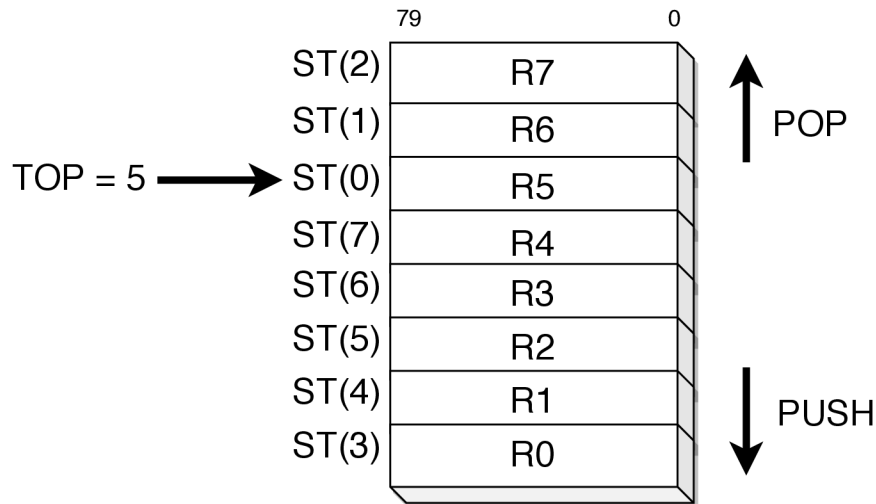 79 0
ST(2) R7
ST(1) R6 POP
TOP = 5 ST(0) R5
ST(7) R4
ST(6) R3
ST(5) R2
ST(4) R1 PUSH
ST(3) R0